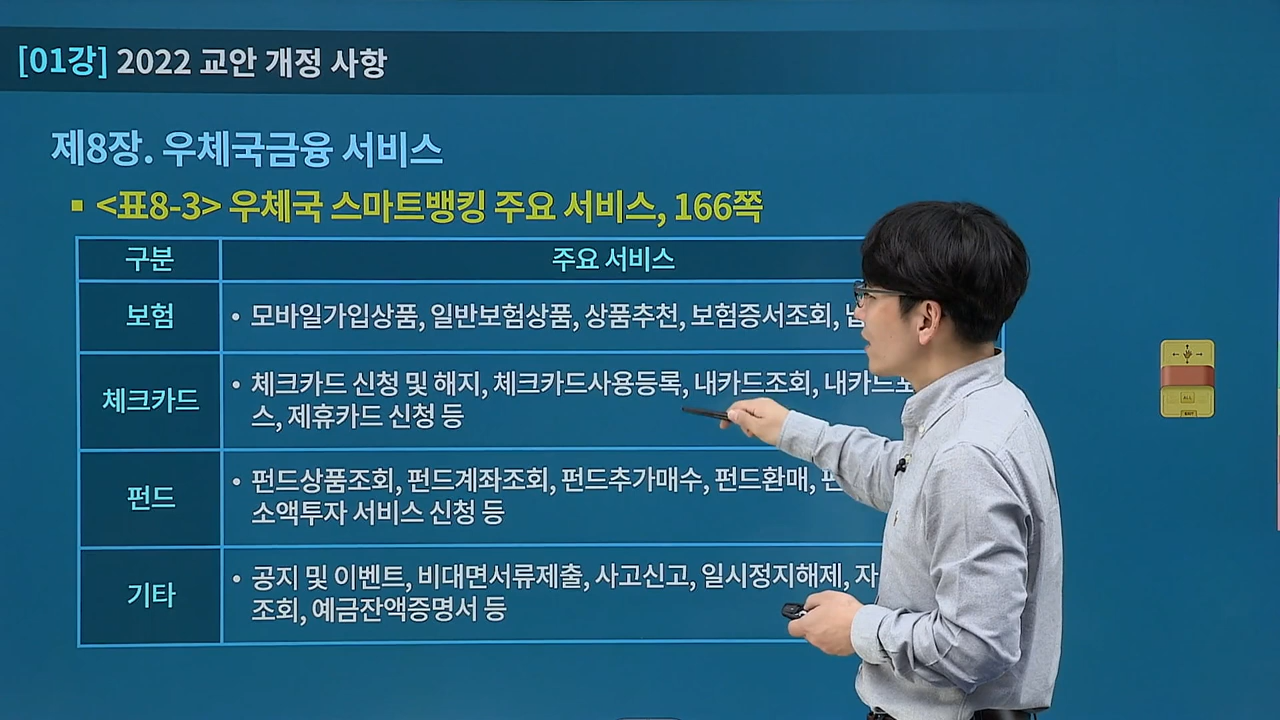 [01강] 2022 교안 개정 사항
제8장. 우체국금융 서비스
▪ <표8-3> 우체국 스마트뱅킹 주요 서비스, 166쪽
구분 주요 서비스
보험 • 모바일가입상품, 일반보험상품, 상품추천, 보험증서조회,
체크카드 • 체크카드 신청 및 해지, 체크카드사용등록, 내카드조회,
스, 제휴카드 신청 등
펀드 • 펀드상품조회, 펀드계좌조회, 펀드추가매수, 펀드환매,
소액투자 서비스 신청 등
기타 • 공지 및 이벤트, 비대면서류제출, 사고신고, 일시정지해제,
조회, 예금잔액증명서 등
ALL